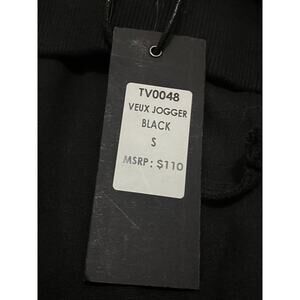 TV0048
VEUX JOGGER
BLACK
S
MSRP: $110